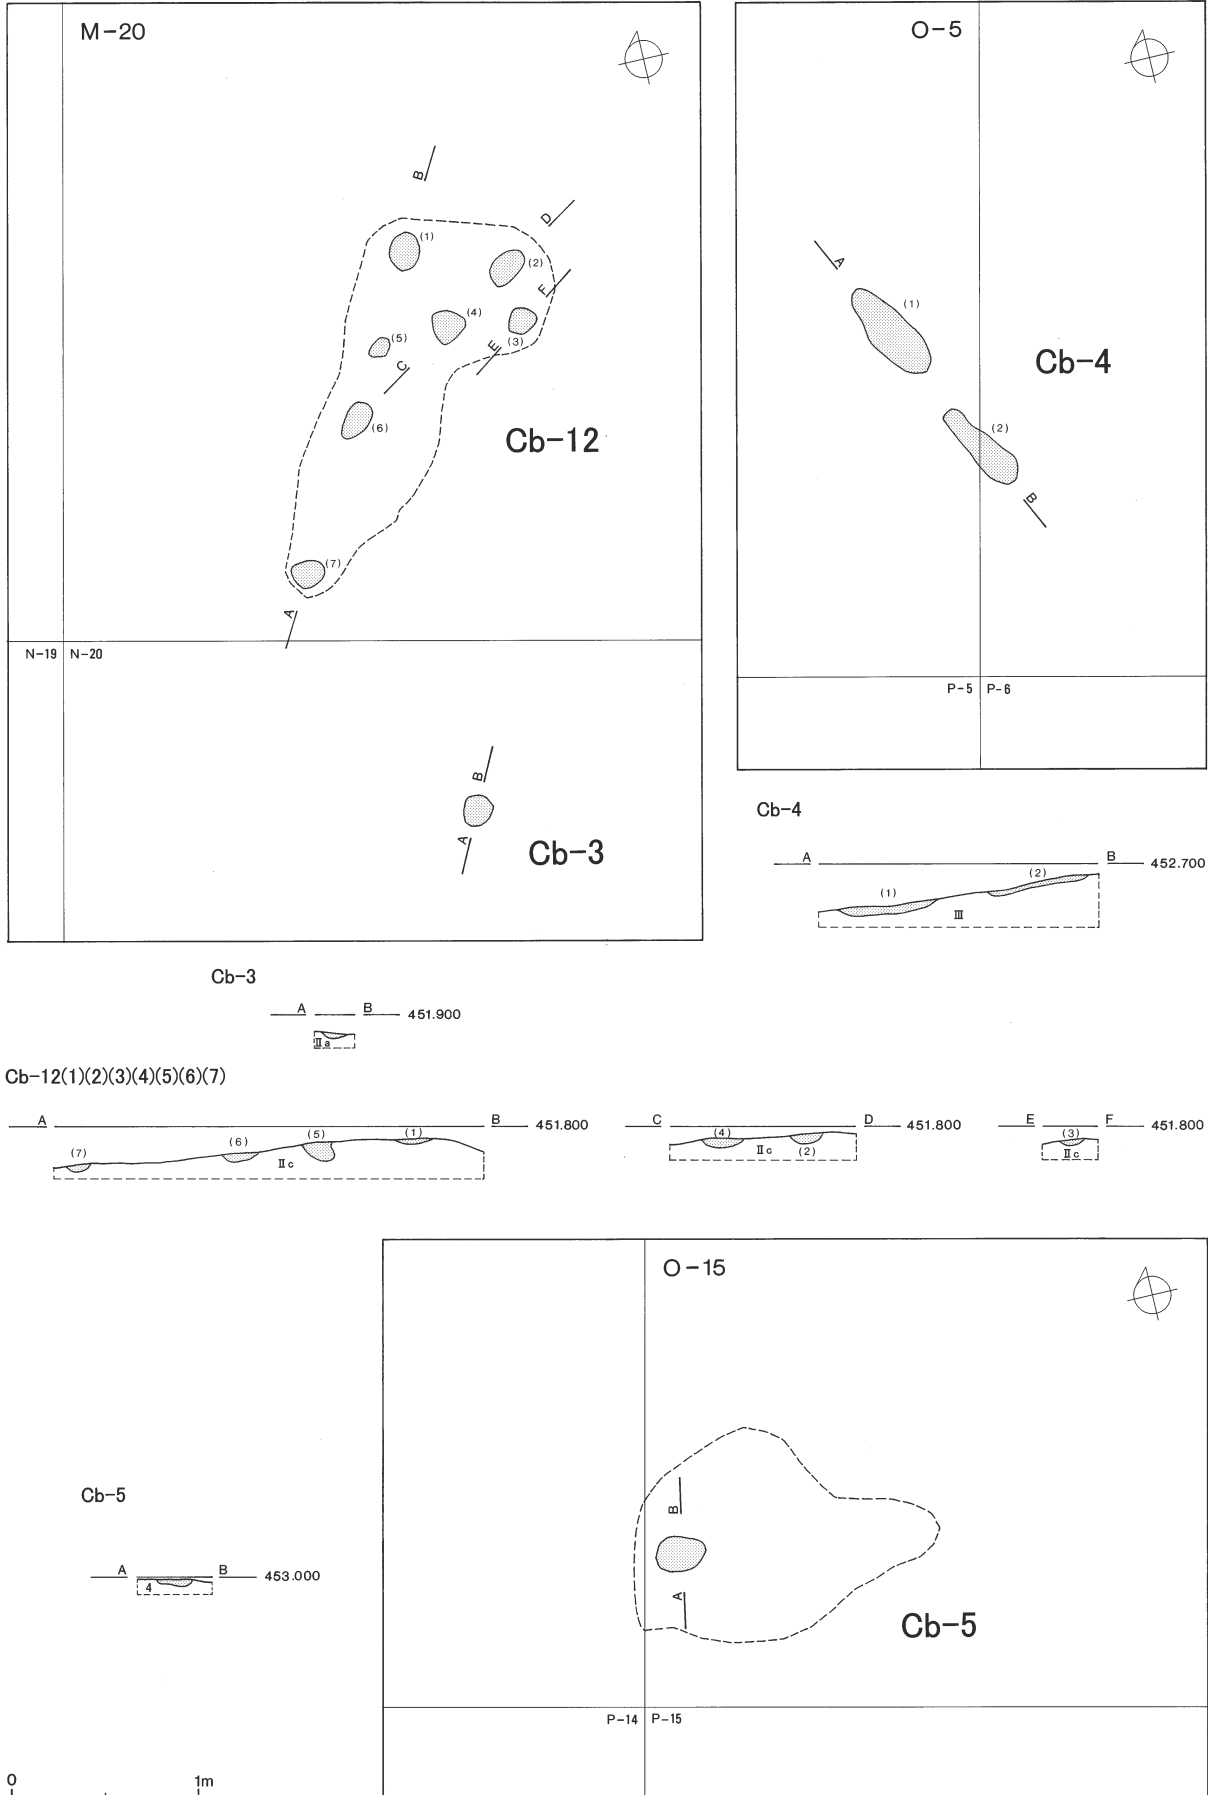 M-20
B
D
(1)
(2)
F
(4)
(3)
E
(5)
C
(6)
Cb-12
(7)
A
N-19 N-20
B
A
Cb-3
O-5
A
(1)
Cb-4
(2)
B
P-5 P-6
Cb-4
A B 452.700
(1) (2)
Ⅲ
Cb-3
A B 451.900
Ⅱa
Cb-12(1)(2)(3)(4)(5)(6)(7)
A B 451.800
(7) (6) (5) (1)
Ⅱc
C D 451.800
(4) (2)
Ⅱc
E F 451.800
(3)
Ⅱc
O-15
B
A
Cb-5
P-14 P-15
Cb-5
A B 453.000
4
0 1m